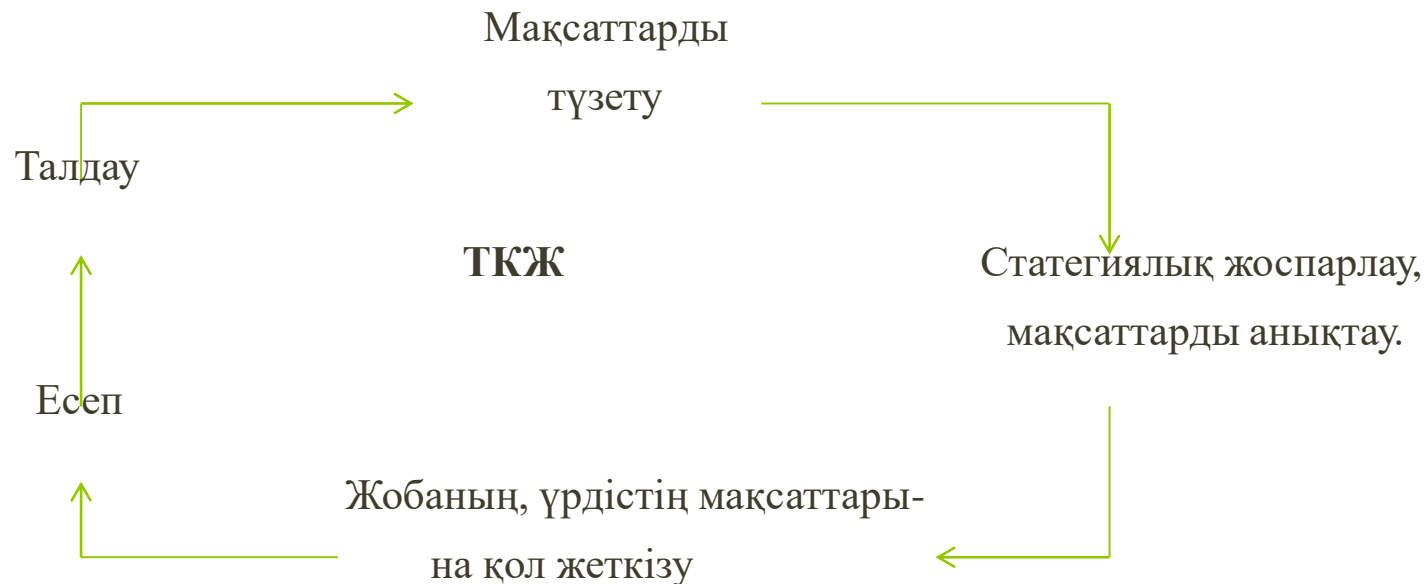 Мақсаттарды
түзету
Талдау
ТКЖ
Статегиялық жоспарлау,
мақсаттарды анықтау.
Есеп
Жобаның, үрдістің мақсаттары-
на қол жеткізу